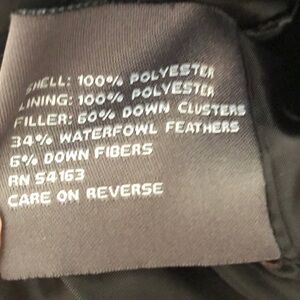 SHELL: 100% POLYESTER
LINING: 100% POLYESTER
FILLER: 60% DOWN CLUSTERS
34% WATERFOWL FEATHERS
6% DOWN FIBERS
RN 54163
CARE ON REVERSE